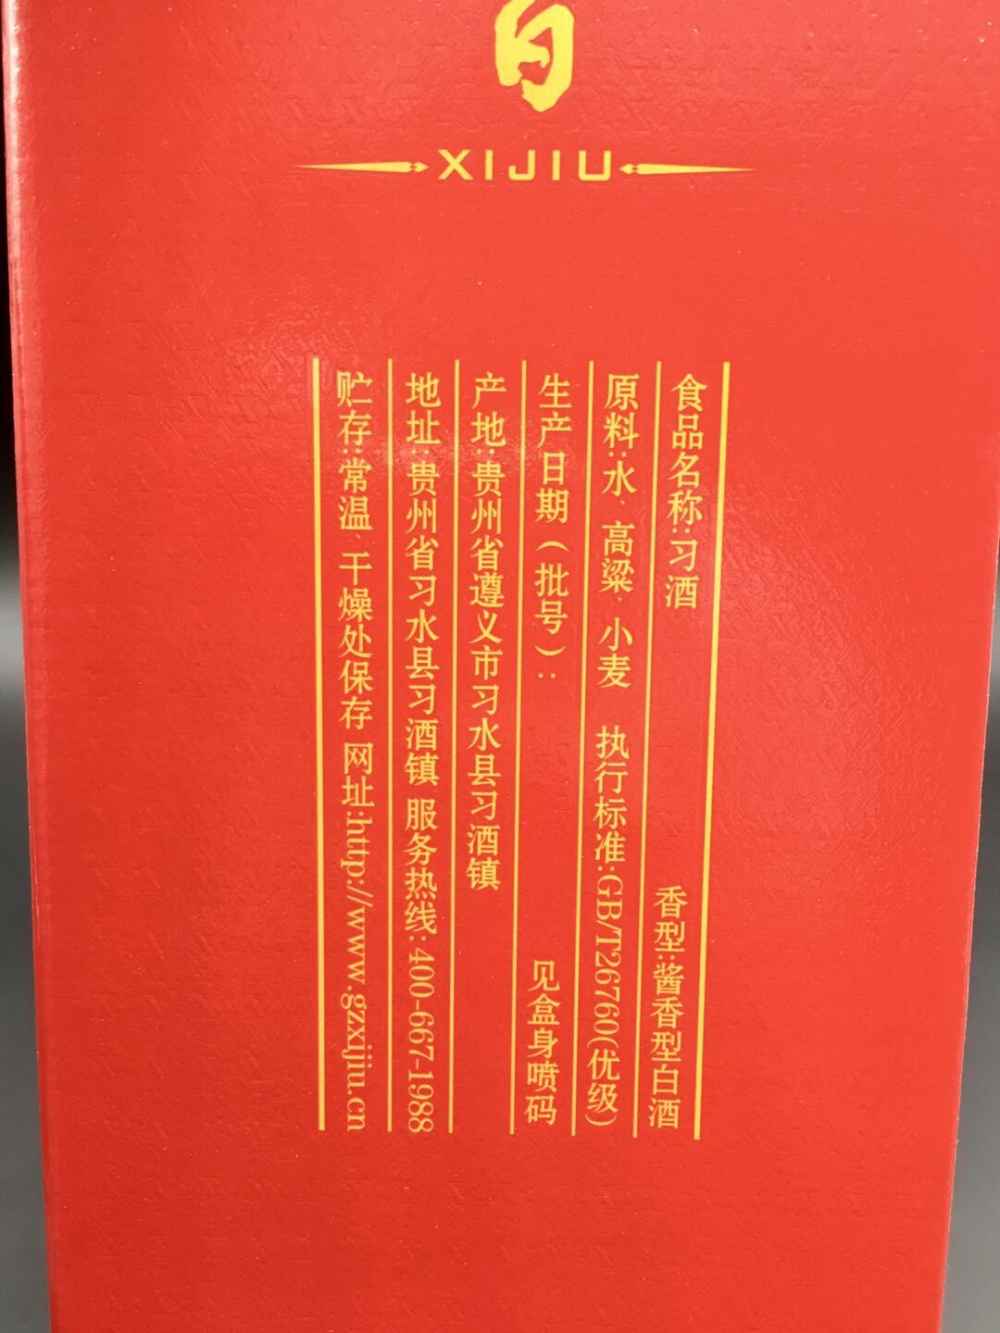 XIJIU
食品名称:习酒 香型:酱香型白酒
原料:水、高粱、小麦 执行标准:GB/T26760(优级)
生产日期(批号): 见盒身喷码
产地:贵州省遵义市习水县习酒镇
地址:贵州省习水县习酒镇 服务热线:400-667-1988
贮存:常温、干燥处保存 网址:http://www.gzxijiu.cn